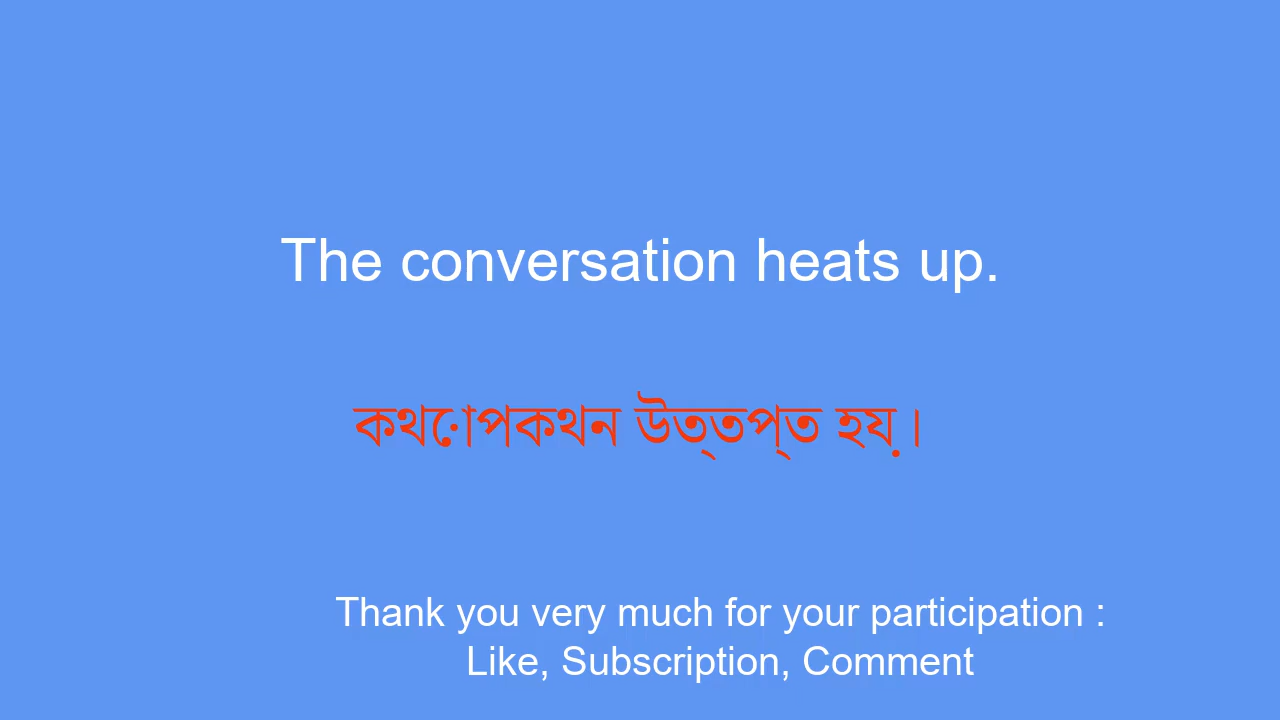 The conversation heats up.
কথোপকথন উত্তপ্ত হয়।
Thank you very much for your participation :
Like, Subscription, Comment